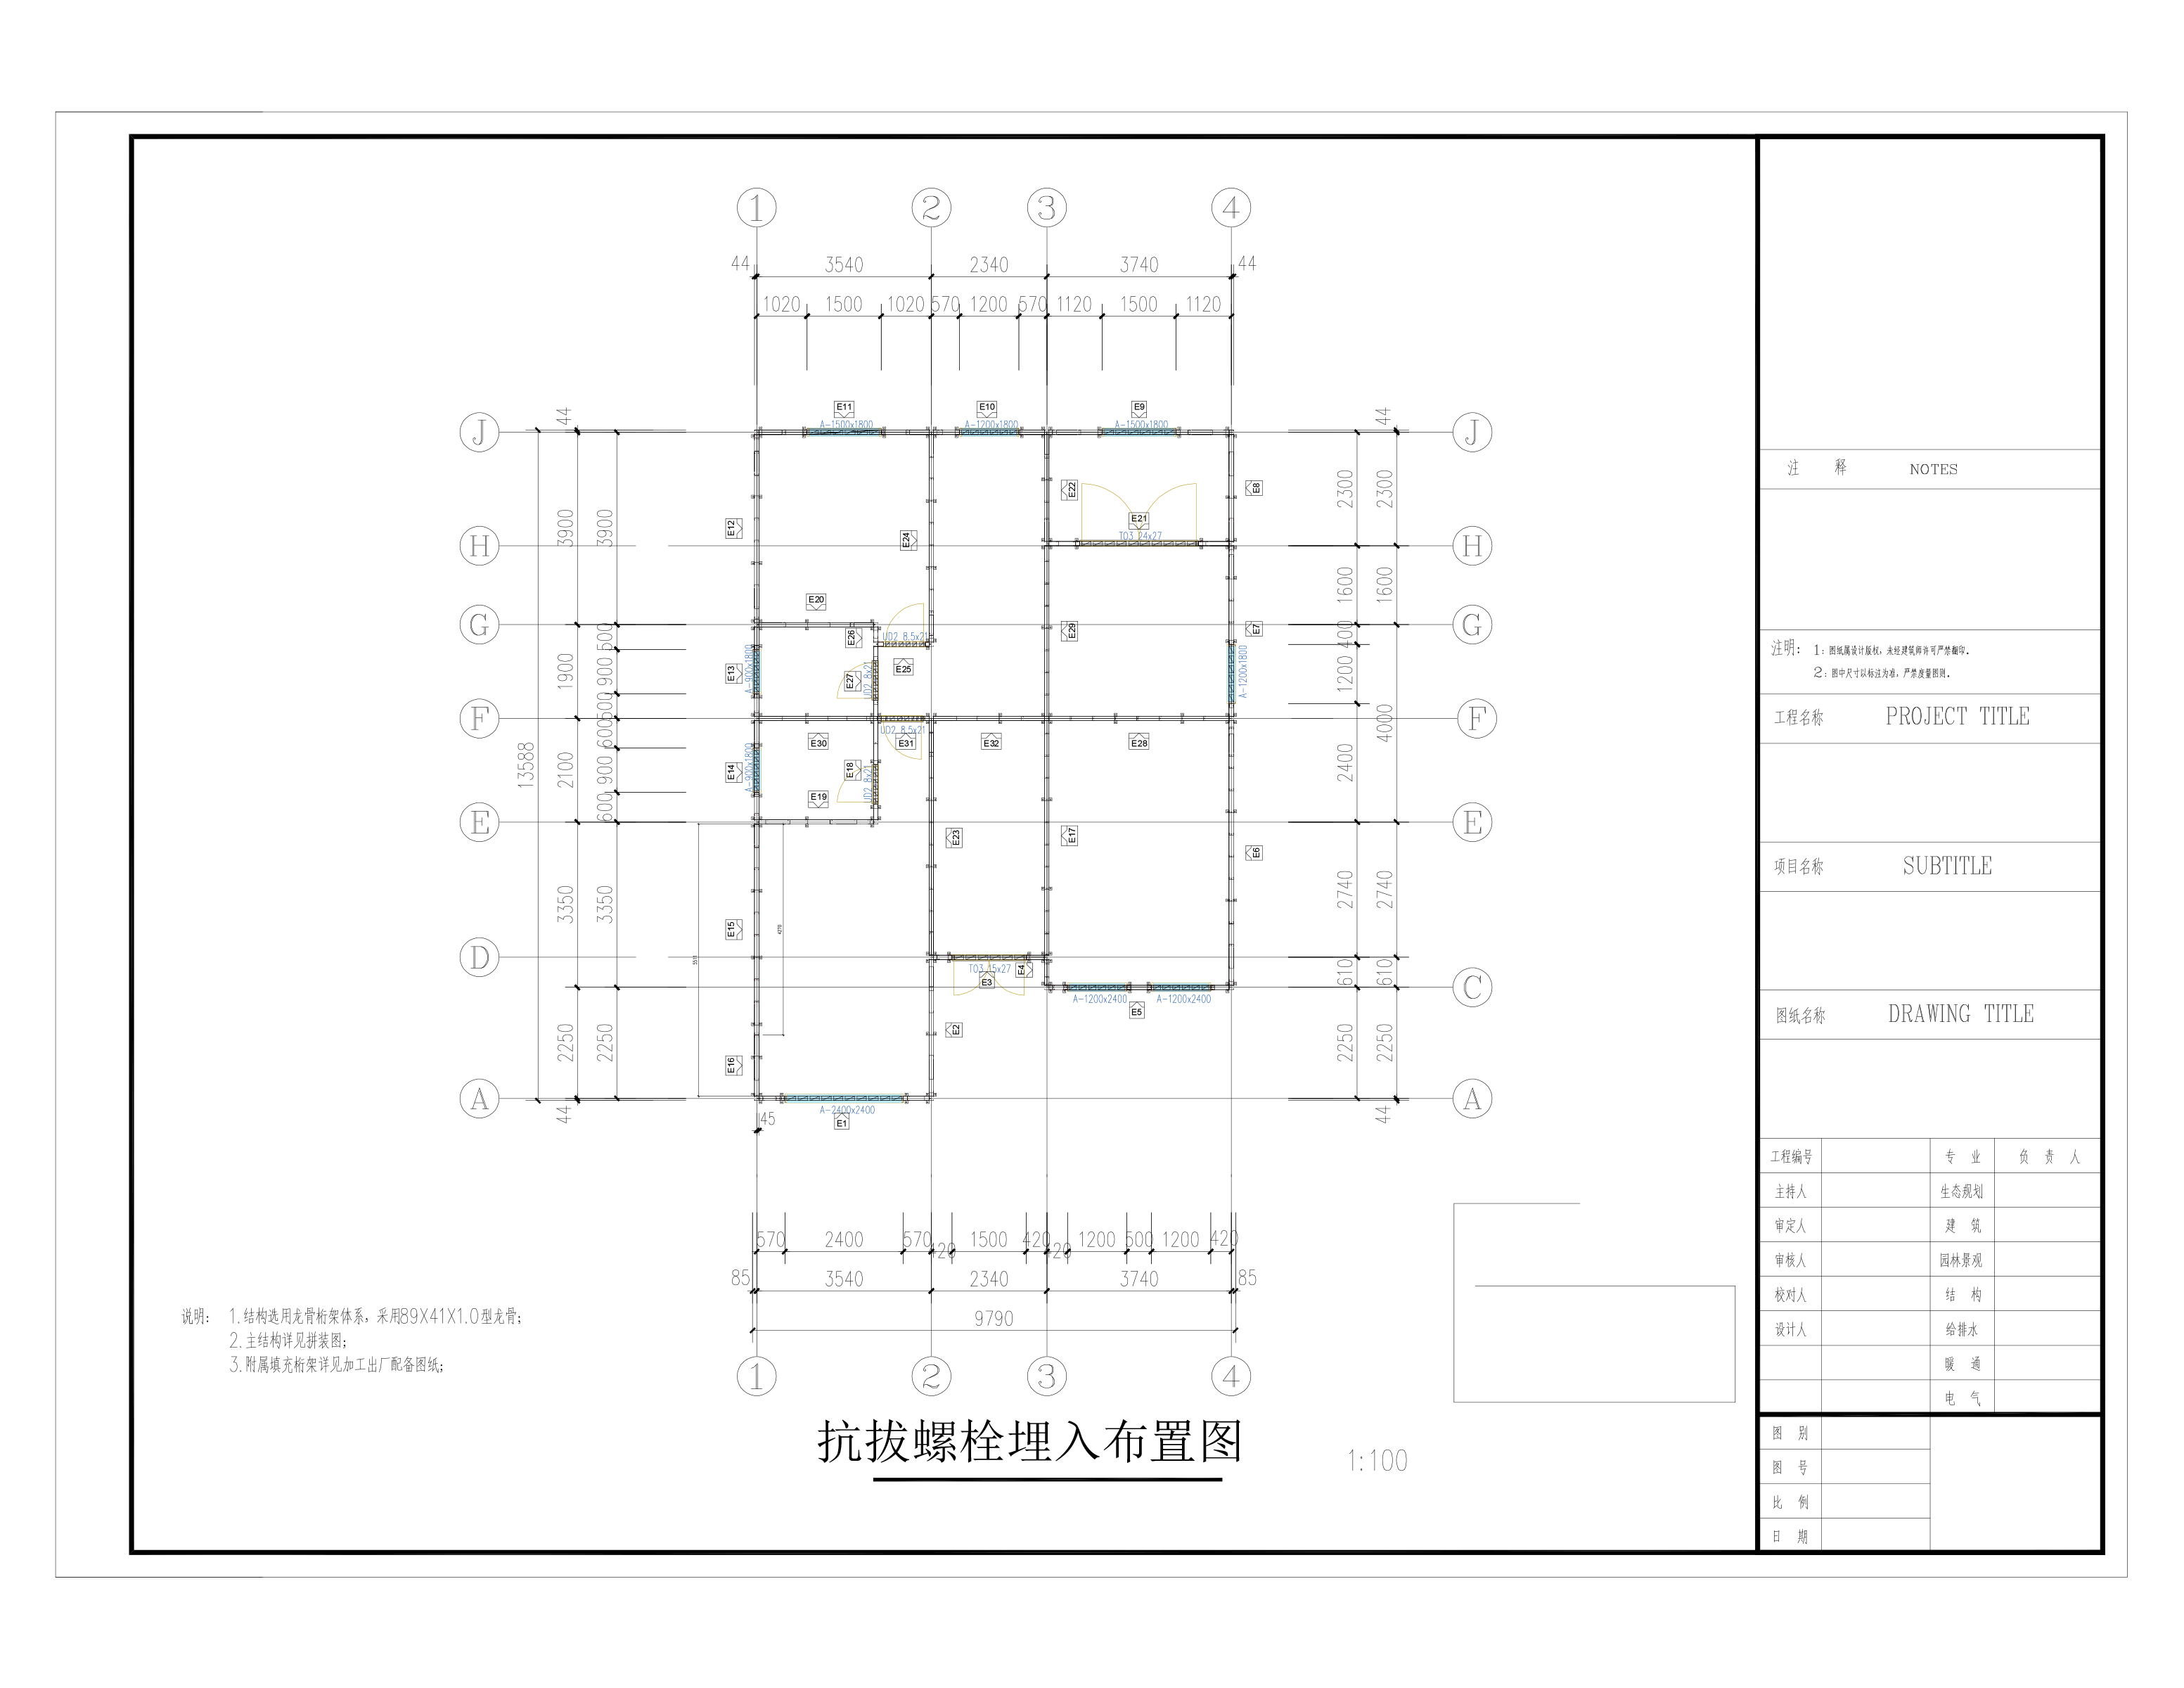 1 2 3 4
44 3540 2340 3740 44
1020 1500 1020 570 1200 570 1120 1500 1120
E11 E10 E9
A-1500x1800 A-1200x1800 A-1500x1800
J 44 44 J
3900 3900 2300 2300
E12 E24 E22 E21 E8
T03 24x27
H H
E20 1600 1600
G 500 E26 UD2 8.5x21 E29 E7 400 G
1900 900 E13 A-900x1800 E27 UD2 8x21 E25 A-1200x1800 1200
500
F 4000 F
600 UD2 8.5x21
13588 2100 900 E14 A-900x1800 E30 E18 UD2 8x21 E31 E32 E28 2400
600 E19
E E
E23 E17 E6
3350 3350 E15 4278 5511 2740 2740
D D
T03 15x27 E3 E4 610 610
C
A-1200x2400 A-1200x2400
E5
2250 2250 E16 E2 2250 2250
A A
A-2400x2400
44 45 E1 44
570 2400 570 420 1500 420 420 1200 500 1200 420
85 3540 2340 3740 85
9790
1 2 3 4
说明: 1.结构选用龙骨桁架体系，采用89X41X1.0型龙骨;
2.主结构详见拼装图;
3.附属填充桁架详见加工出厂配备图纸;
抗拔螺栓埋入布置图 1:100
注 释 NOTES
注明: 1: 图纸属设计版权，未经建筑师许可严禁翻印.
2: 图中尺寸以标注为准，严禁度量图则.
工程名称 PROJECT TITLE
项目名称 SUBTITLE
图纸名称 DRAWING TITLE
工程编号 专 业 负 责 人
主持人 生态规划
审定人 建 筑
审核人 园林景观
校对人 结 构
设计人 给排水
暖 通
电 气
图 别
图 号
比 例
日 期